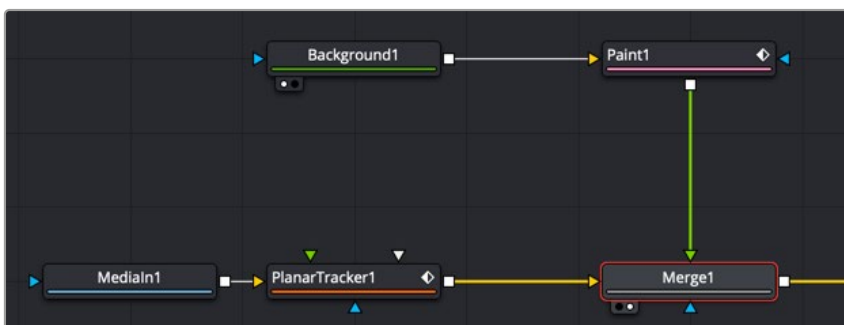 Background1
Paint1
MediaIn1
PlanarTracker1
Merge1